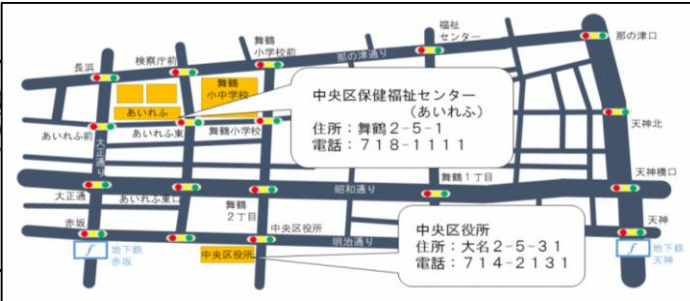 福祉
センター
那の津口
舞鶴
小学校前
那の津通り
検察庁前
長浜
舞鶴
小中学校
中央区保健福祉センター
（あいれふ）
住所：舞鶴２-５-１
電話：７１８-１１１１
あいれふ
あいれふ前
あいれふ東
舞鶴小学校
天神北
大正通り
大正通
あいれふ東口
舞鶴
２丁目
昭和通り
舞鶴１丁目
天神橋口
赤坂
中央区役所
明治通り
天神
地下鉄
赤坂
中央区役所
中央区役所
住所：大名２-５-３１
電話：７１４-２１３１
地下鉄
天神